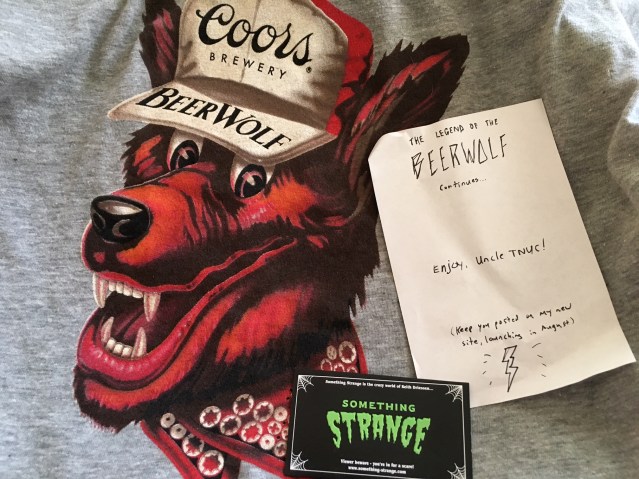 Coors®
BREWERY
BEERWOLF
THE LEGEND OF THE
BEERWOLF
Continues...
Enjoy, Uncle TNUC!
(Keep you posted on my new
site, launching in August)
Something Strange is the crazy world of Keith
SOMETHING
STRANGE
Viewer beware - you're in for a scare!
www.something-strange.com